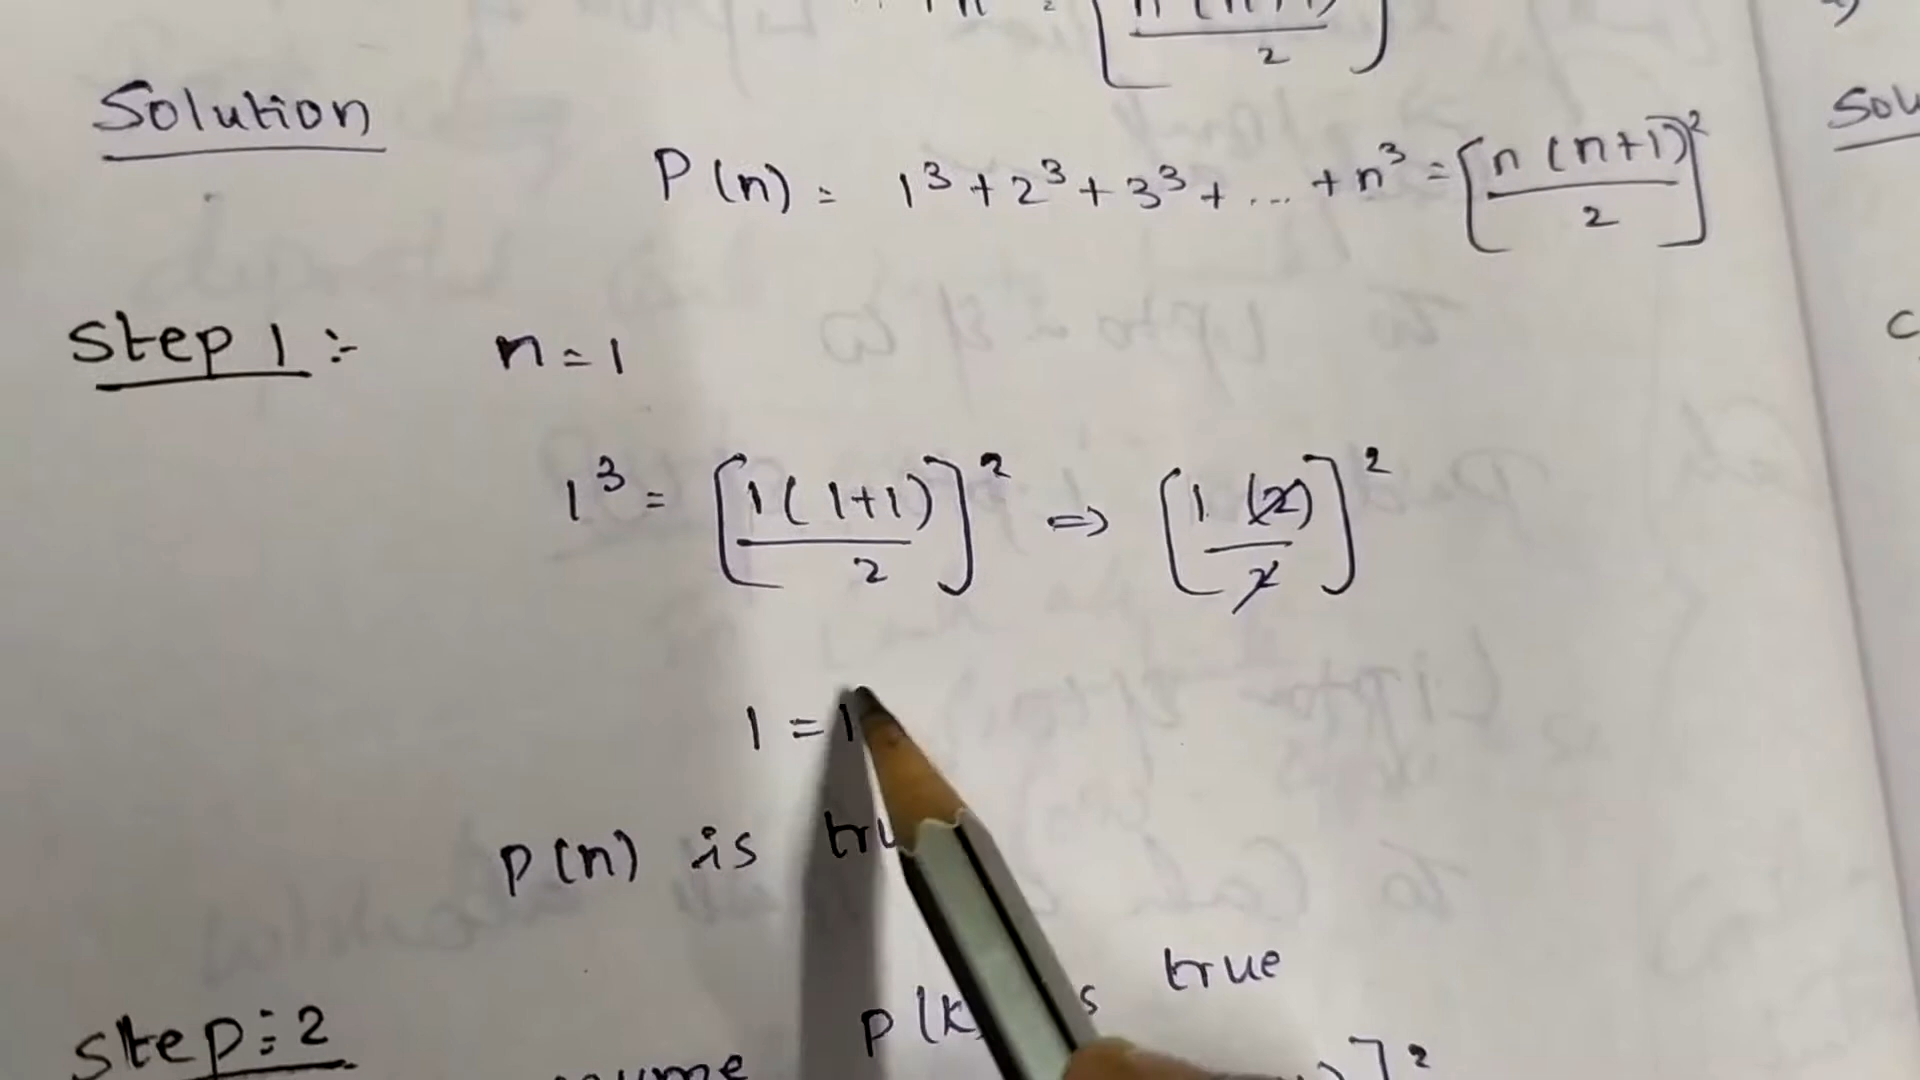 Solution
P(n) = 1³ + 2³ + 3³ + ... + n³ = [n (n+1) / 2]²
Step 1 :- n = 1
1³ = [1 ( 1+1) / 2]² ⇒ [1 (2) / 2]²
1 = 1
P(n) is
Step : 2 P(k) true